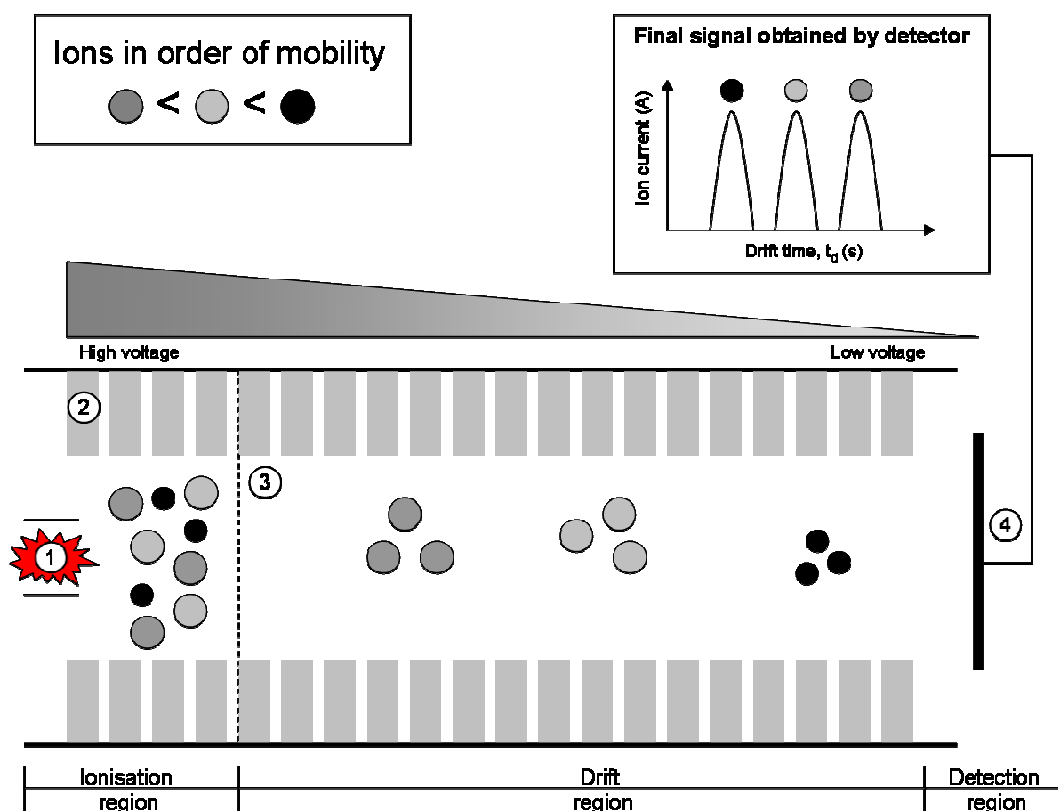 Ions in order of mobility
< <
Final signal obtained by detector
Ion current (A)
Drift time, td (s)
High voltage
Low voltage
2
3
1
4
Ionisation
region
Drift
region
Detection
region